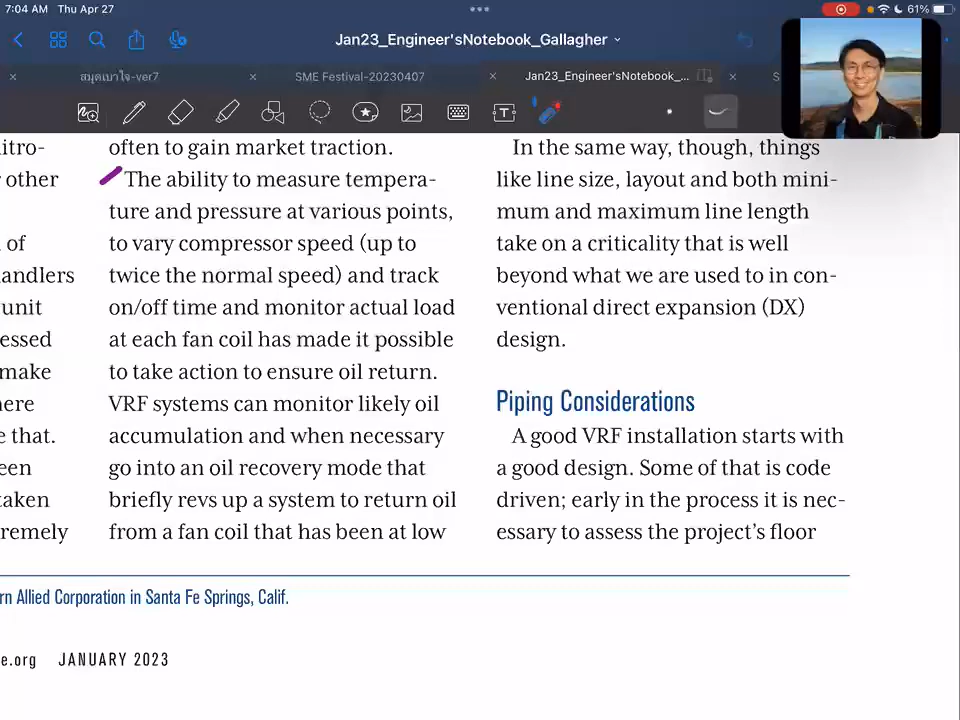 7:04 AM Thu Apr 27
61%
Jan23_Engineer'sNotebook_Gallagher
สมุดเบาใจ-ver7
SME Festival-20230407
Jan23_Engineer'sNotebook_...
S
itro-
other
of
andlers
unit
essed
make
ere
e that.
een
taken
remely
often to gain market traction.
The ability to measure tempera-
ture and pressure at various points,
to vary compressor speed (up to
twice the normal speed) and track
on/off time and monitor actual load
at each fan coil has made it possible
to take action to ensure oil return.
VRF systems can monitor likely oil
accumulation and when necessary
go into an oil recovery mode that
briefly revs up a system to return oil
from a fan coil that has been at low
In the same way, though, things
like line size, layout and both mini-
mum and maximum line length
take on a criticality that is well
beyond what we are used to in con-
ventional direct expansion (DX)
design.
Piping Considerations
A good VRF installation starts with
a good design. Some of that is code
driven; early in the process it is nec-
essary to assess the project's floor
rn Allied Corporation in Santa Fe Springs, Calif.
e.org JANUARY 2023